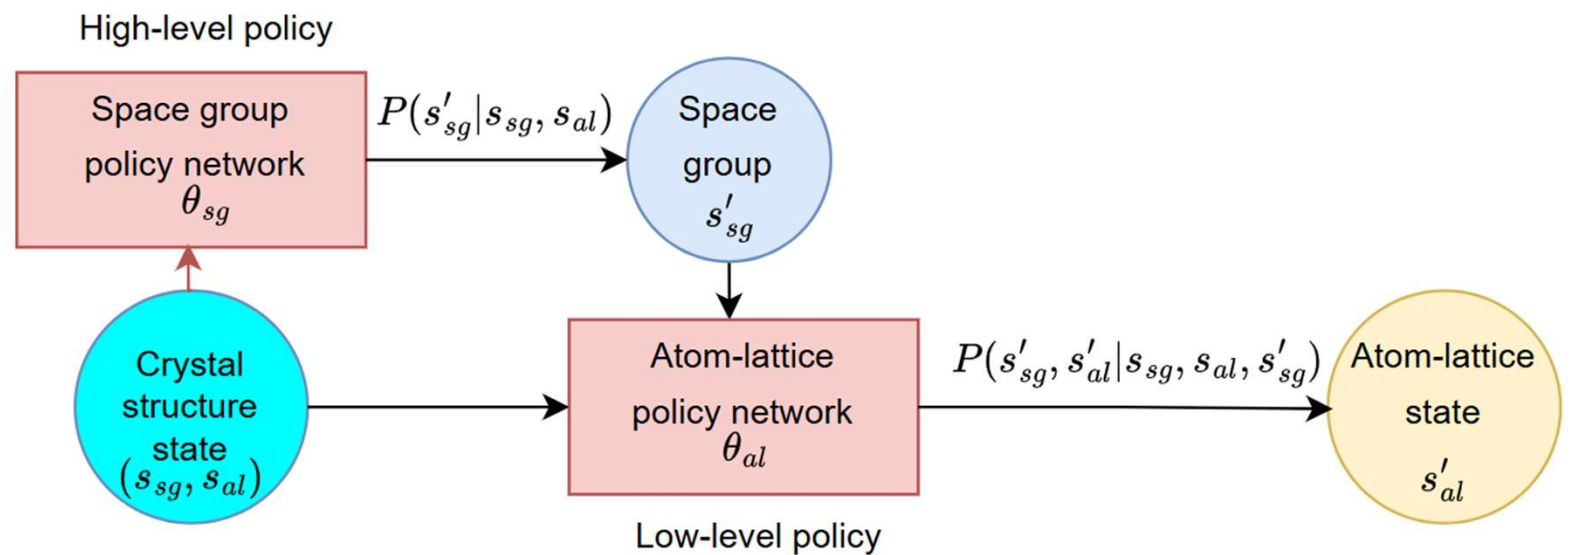 High-level policy
Space group
policy network
θ_sg
P(s′_sg|s_sg, s_al)
Space
group
s′_sg
Crystal
structure
state
(s_sg, s_al)
Atom-lattice
policy network
θ_al
Low-level policy
P(s′_sg, s′_al|s_sg, s_al, s′_sg)
Atom-lattice
state
s′_al